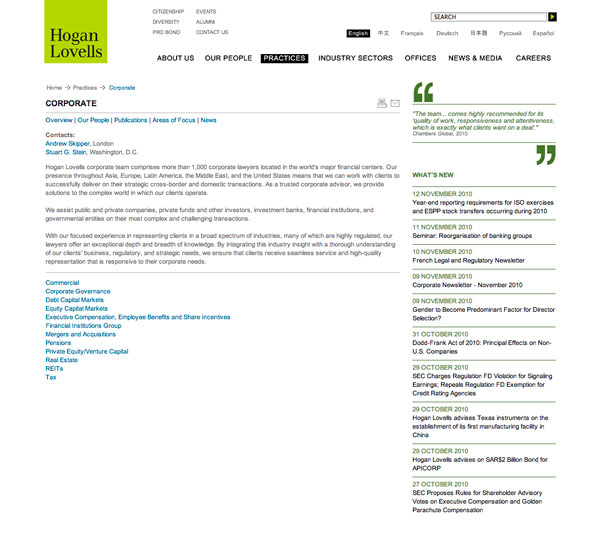 Hogan
Lovells
CITIZENSHIP EVENTS
DIVERSITY ALUMNI
PRO BONO CONTACT US
SEARCH
English 中文 Français Deutsch 日本語 Русский Español
ABOUT US OUR PEOPLE PRACTICES INDUSTRY SECTORS OFFICES NEWS & MEDIA CAREERS
Home -> Practices -> Corporate
CORPORATE
Overview | Our People | Publications | Areas of Focus | News
Contacts:
Andrew Skipper, London
Stuart G. Stein, Washington, D.C.
Hogan Lovells corporate team comprises more than 1,000 corporate lawyers located in the world's major financial centers. Our
presence throughout Asia, Europe, Latin America, the Middle East, and the United States means that we can work with clients to
successfully deliver on their strategic cross-border and domestic transactions. As a trusted corporate advisor, we provide
solutions to the complex world in which our clients operate.
We assist public and private companies, private funds and other investors, investment banks, financial institutions, and
governmental entities on their most complex and challenging transactions.
With our focused experience in representing clients in a broad spectrum of industries, many of which are highly regulated, our
lawyers offer an exceptional depth and breadth of knowledge. By integrating this industry insight with a thorough understanding
of our clients' business, regulatory, and strategic needs, we ensure that clients receive seamless service and high-quality
representation that is responsive to their corporate needs.
Commercial
Corporate Governance
Debt Capital Markets
Equity Capital Markets
Executive Compensation, Employee Benefits and Share Incentives
Financial Institutions Group
Mergers and Acquisitions
Pensions
Private Equity/Venture Capital
Real Estate
REITs
Tax
"The team... comes highly recommended for its
'quality of work, responsiveness and attentiveness,
which is exactly what clients want on a deal'."
Chambers Global, 2010
WHAT'S NEW
12 NOVEMBER 2010
Year-end reporting requirements for ISO exercises
and ESPP stock transfers occurring during 2010
11 NOVEMBER 2010
Seminar: Reorganisation of banking groups
10 NOVEMBER 2010
French Legal and Regulatory Newsletter
09 NOVEMBER 2010
Corporate Newsletter - November 2010
09 NOVEMBER 2010
Gender to Become Predominant Factor for Director
Selection?
31 OCTOBER 2010
Dodd-Frank Act of 2010: Principal Effects on Non-
U.S. Companies
29 OCTOBER 2010
SEC Charges Regulation FD Violation for Signaling
Earnings; Repeals Regulation FD Exemption for
Credit Rating Agencies
29 OCTOBER 2010
Hogan Lovells advises Texas instruments on the
establishment of its first manufacturing facility in
China
29 OCTOBER 2010
Hogan Lovells advises on SAR$2 Billion Bond for
APICORP
27 OCTOBER 2010
SEC Proposes Rules for Shareholder Advisory
Votes on Executive Compensation and Golden
Parachute Compensation